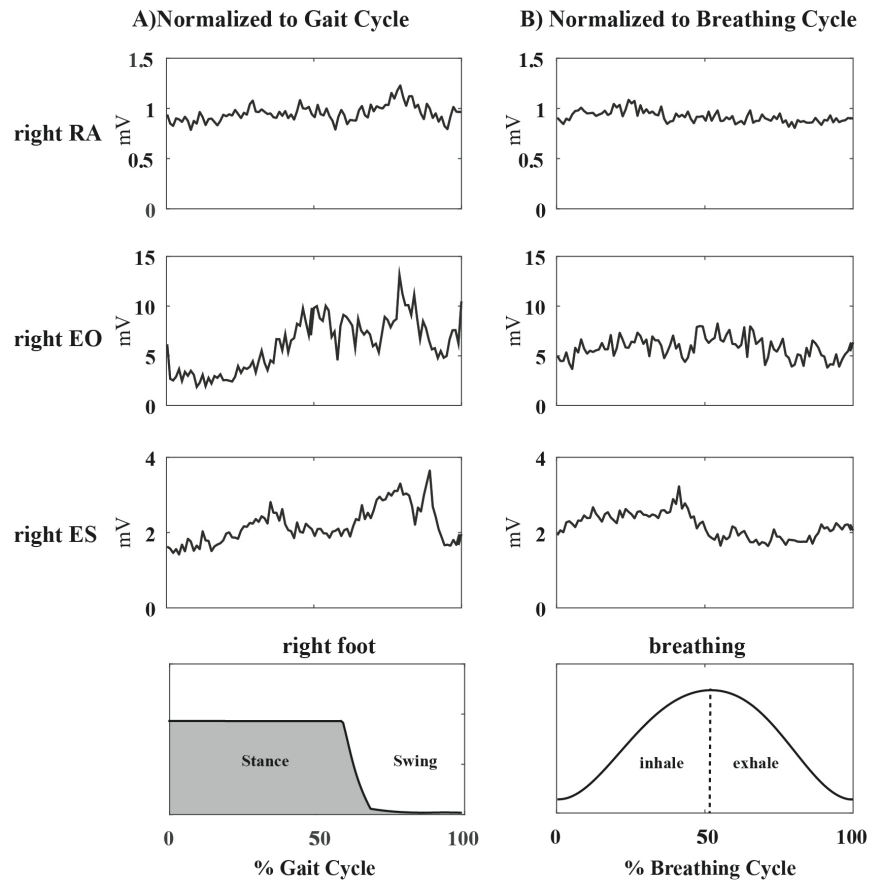 A)Normalized to Gait Cycle
B) Normalized to Breathing Cycle
right RA
mV
1.5
1
0.5
0
mV
1.5
1
0.5
0
right EO
mV
15
10
5
0
mV
15
10
5
0
right ES
mV
4
2
0
mV
4
2
0
right foot
breathing
Stance
Swing
inhale
exhale
0
50
100
0
50
100
% Gait Cycle
% Breathing Cycle